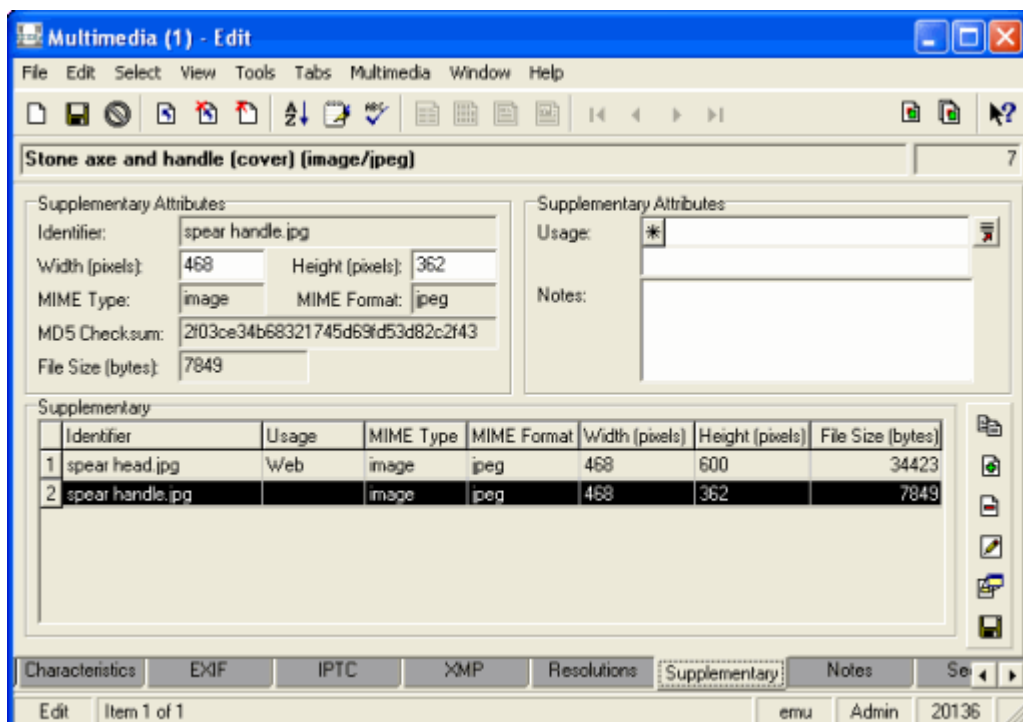 Multimedia (1) - Edit
File Edit Select View Tools Tabs Multimedia Window Help
Stone axe and handle (cover) (image/jpeg) 7
Supplementary Attributes
Identifier: spear handle.jpg
Width (pixels): 468 Height (pixels): 362
MIME Type: image MIME Format: jpeg
MD5 Checksum: 2f03ce34b68321745d69fd53d82c2f43
File Size (bytes): 7849
Supplementary Attributes
Usage: *
Notes:
Supplementary
Identifier Usage MIME Type MIME Format Width (pixels) Height (pixels) File Size (bytes)
1 spear head.jpg Web image jpeg 468 600 34423
2 spear handle.jpg image jpeg 468 362 7849
Characteristics EXIF IPTC XMP Resolutions Supplementary Notes Se
Edit Item 1 of 1 emu Admin 20136